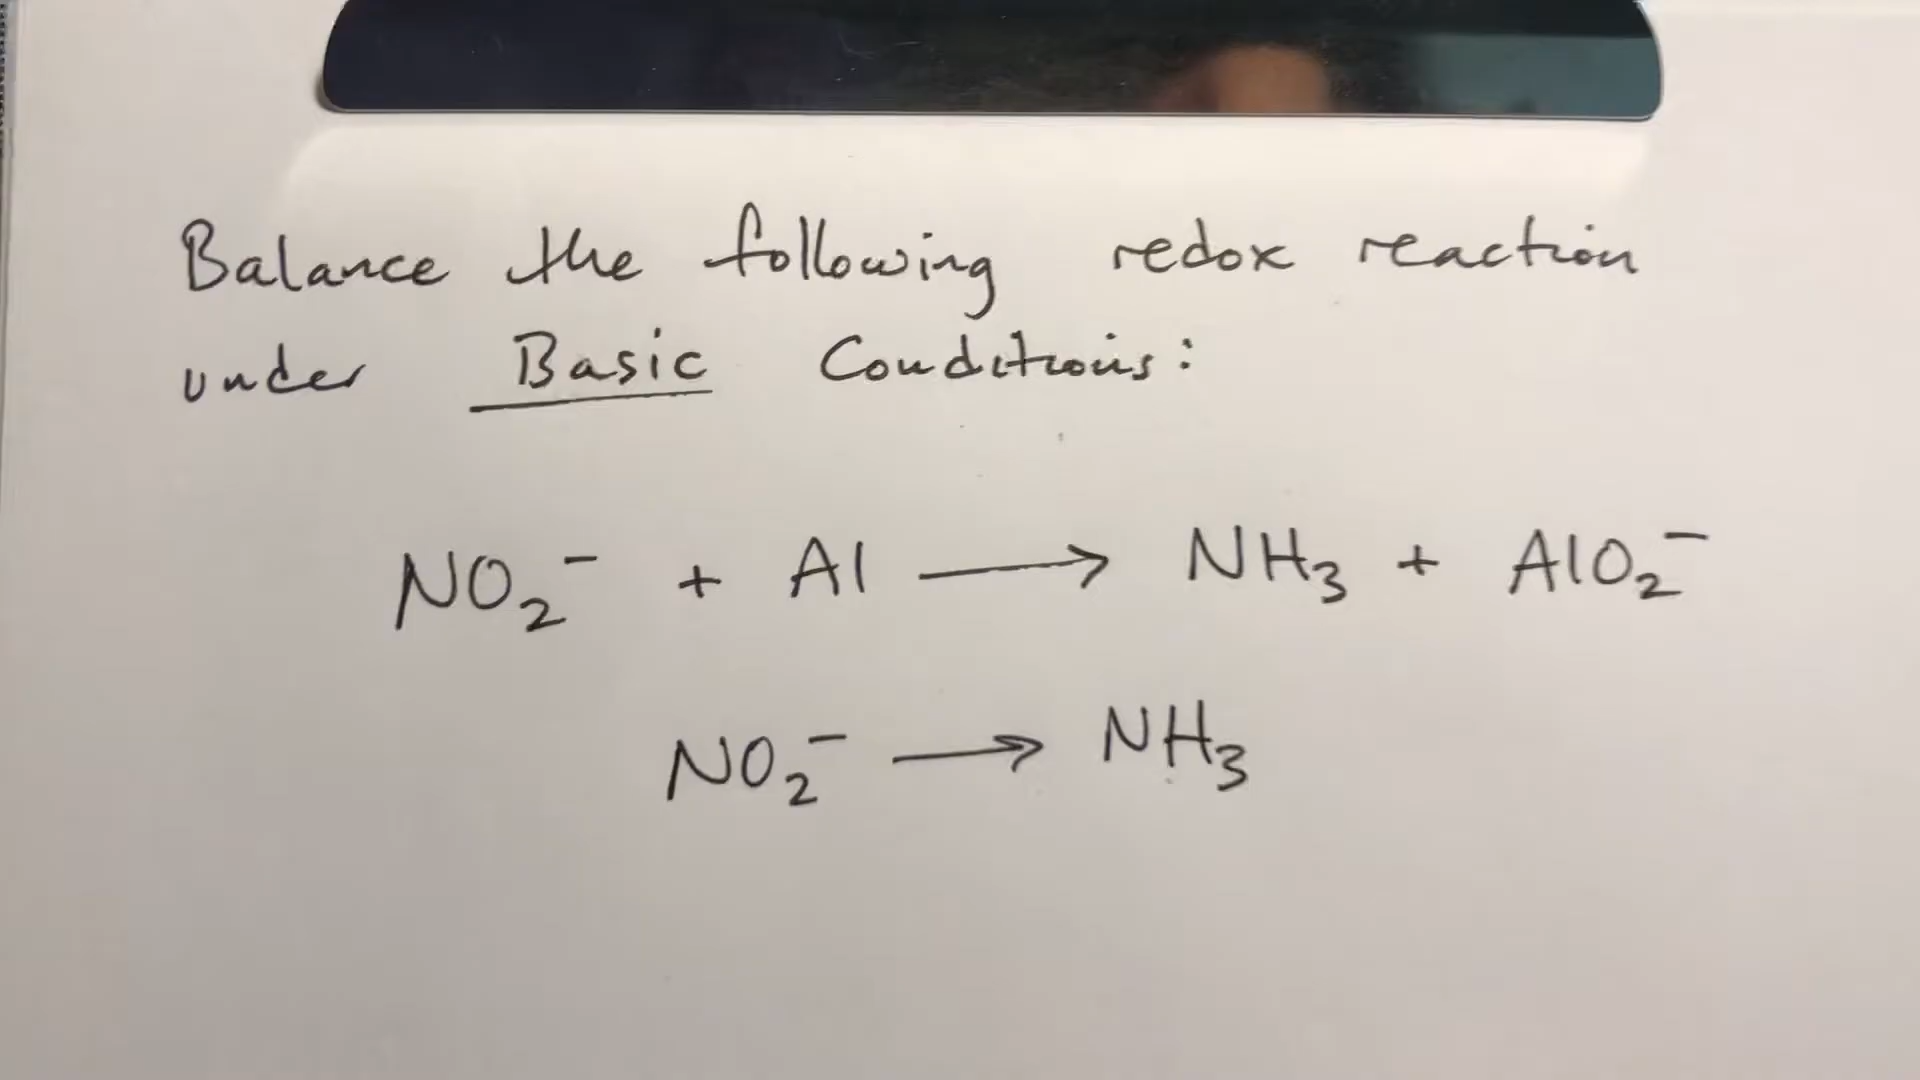 Balance the following redox reaction
under Basic Conditions:
NO₂⁻ + Al ⟶ NH₃ + AlO₂⁻
NO₂⁻ ⟶ NH₃